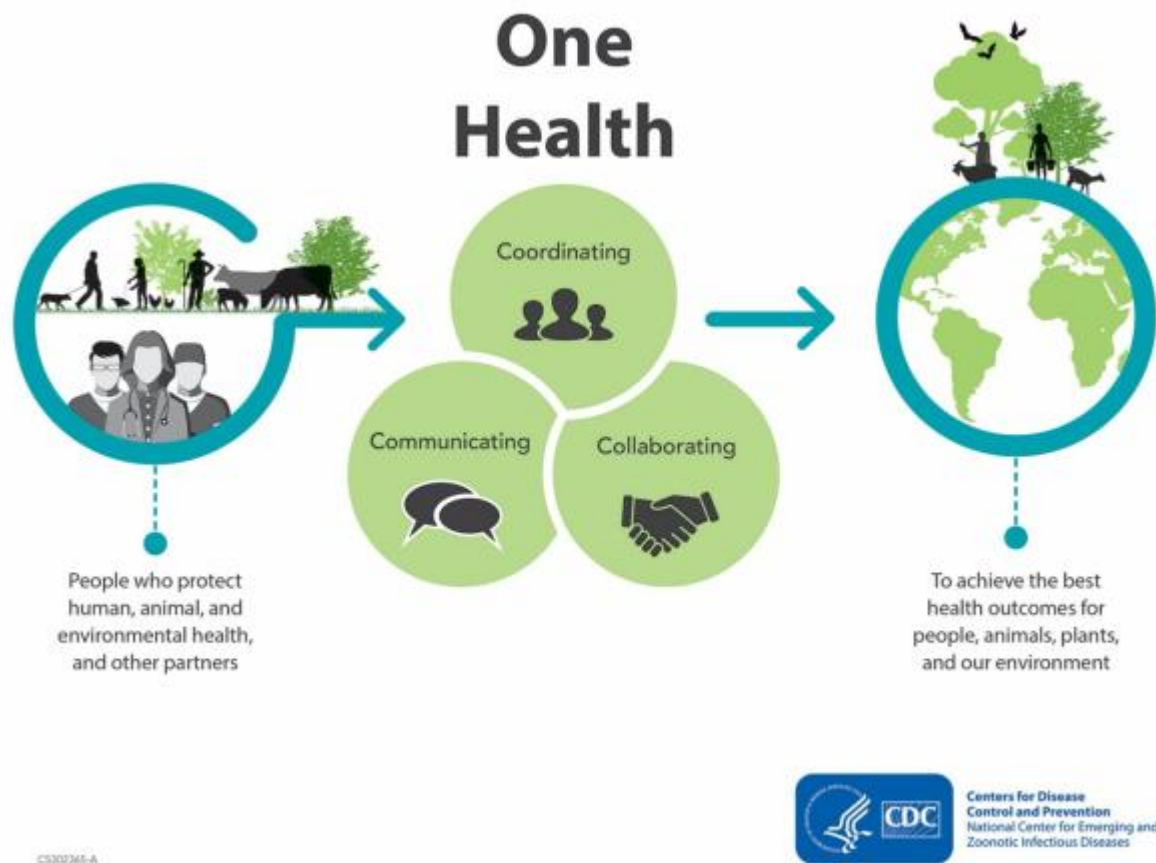 One
Health
Coordinating
Communicating
Collaborating
People who protect
human, animal, and
environmental health,
and other partners
To achieve the best
health outcomes for
people, animals, plants,
and our environment
CDC
Centers for Disease
Control and Prevention
National Center for Emerging and
Zoonotic Infectious Diseases
CS302365-A